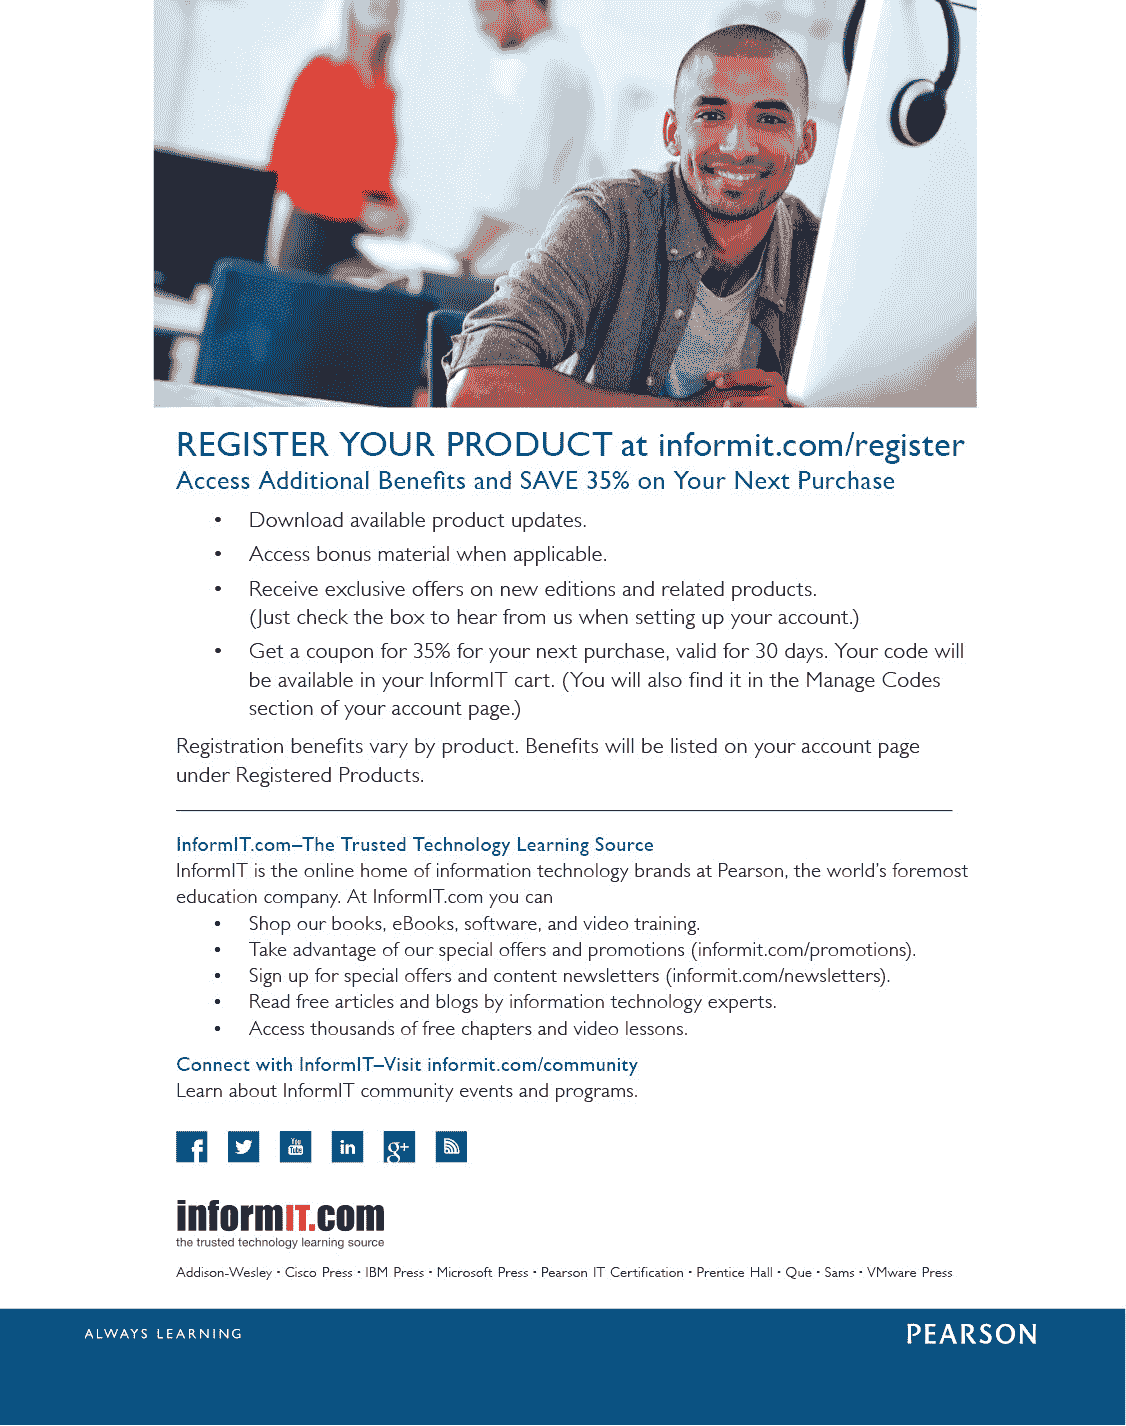 REGISTER YOUR PRODUCT at informit.com/register
Access Additional Benefits and SAVE 35% on Your Next Purchase
• Download available product updates.
• Access bonus material when applicable.
• Receive exclusive offers on new editions and related products.
(Just check the box to hear from us when setting up your account.)
• Get a coupon for 35% for your next purchase, valid for 30 days. Your code will
be available in your InformIT cart. (You will also find it in the Manage Codes
section of your account page.)
Registration benefits vary by product. Benefits will be listed on your account page
under Registered Products.
InformIT.com–The Trusted Technology Learning Source
InformIT is the online home of information technology brands at Pearson, the world's foremost
education company. At InformIT.com you can
• Shop our books, eBooks, software, and video training.
• Take advantage of our special offers and promotions (informit.com/promotions).
• Sign up for special offers and content newsletters (informit.com/newsletters).
• Read free articles and blogs by information technology experts.
• Access thousands of free chapters and video lessons.
Connect with InformIT–Visit informit.com/community
Learn about InformIT community events and programs.
f You Tube in g+
informIT.com
the trusted technology learning source
Addison-Wesley • Cisco Press • IBM Press • Microsoft Press • Pearson IT Certification • Prentice Hall • Que • Sams • VMware Press
ALWAYS LEARNING PEARSON